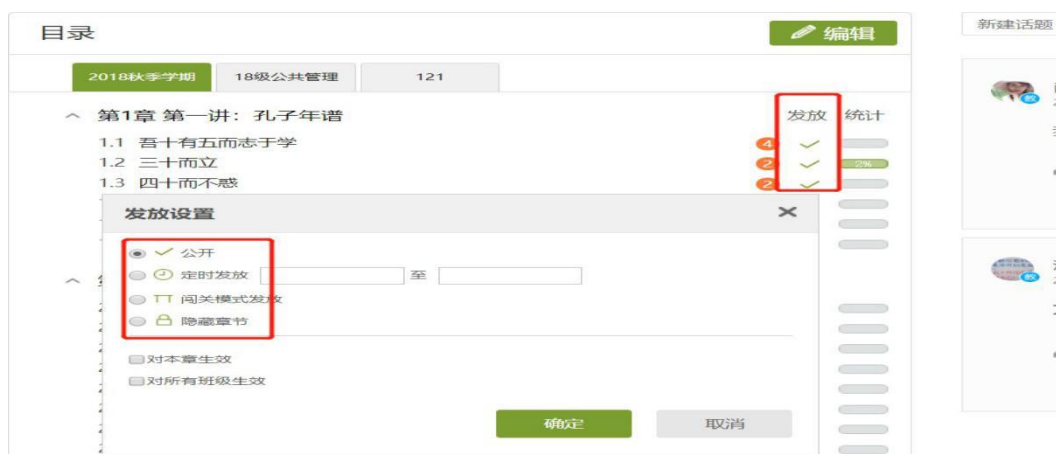 目录
编辑
新建话题
2018秋季学期 18级公共管理 121
第1章 第一讲：孔子年谱 发放 统计
1.1 吾十有五而志于学 4
1.2 三十而立 2 2%
1.3 四十而不惑 2
发放设置
公开
定时发放 至
闯关模式发放
隐藏章节
对本章生效
对所有班级生效
确定 取消